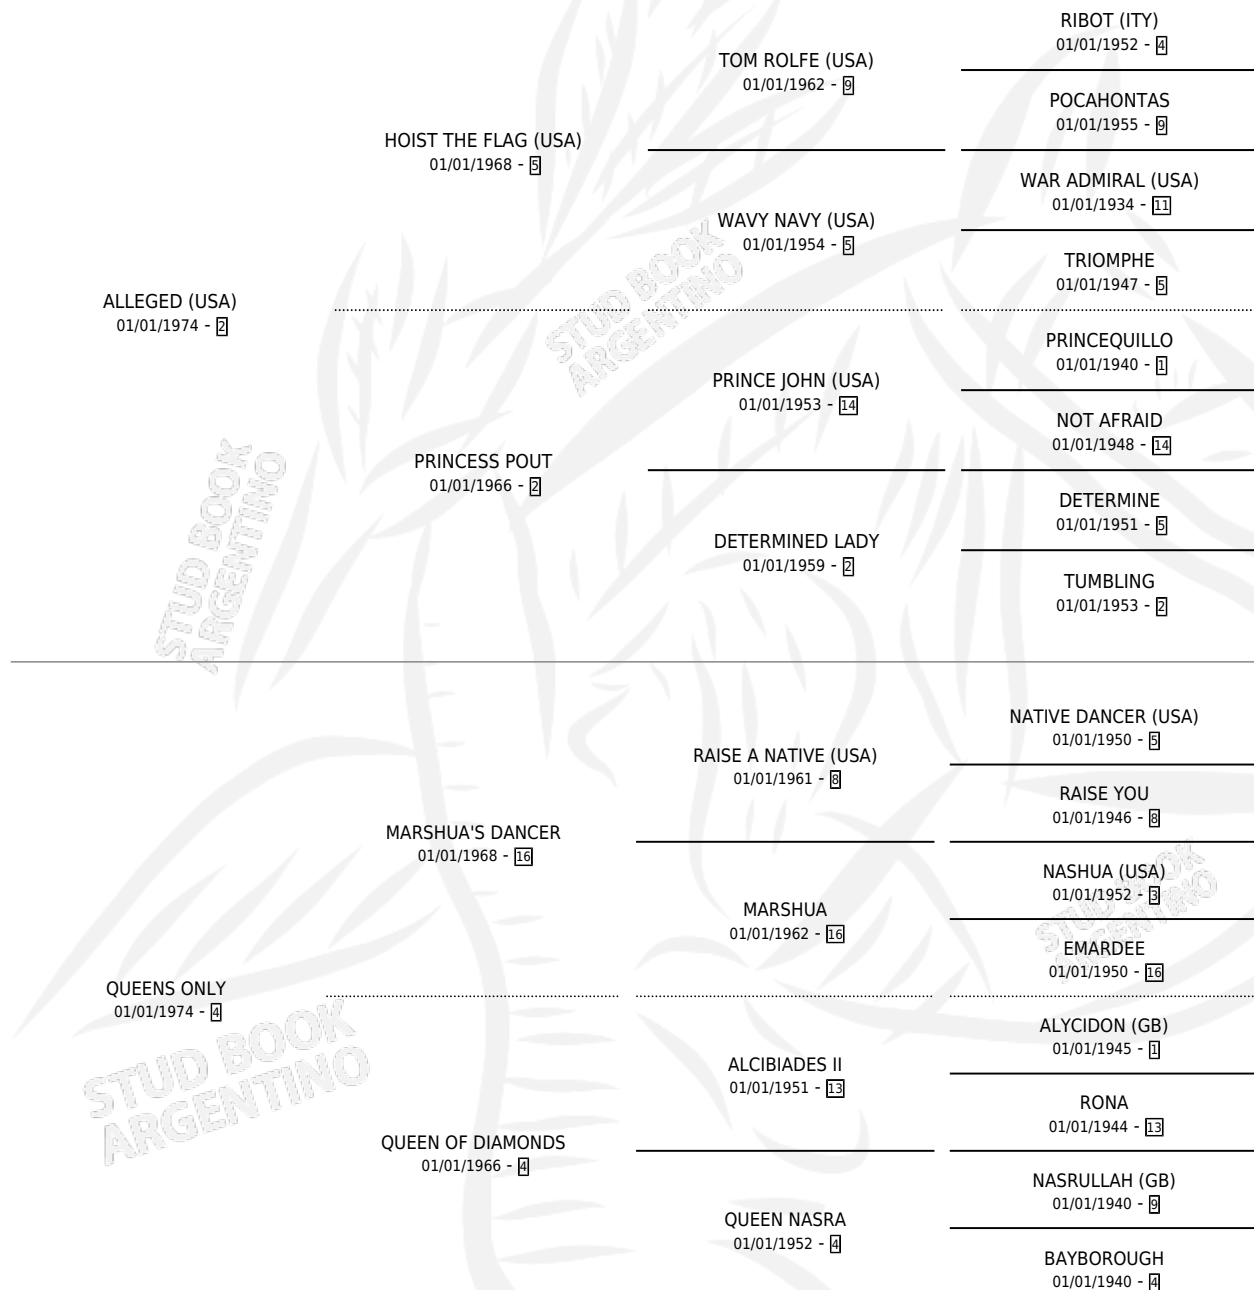 RIBOT (ITY)
01/01/1952 - 4
TOM ROLFE (USA)
01/01/1962 - 9
POCAHONTAS
01/01/1955 - 9
HOIST THE FLAG (USA)
01/01/1968 - 5
WAR ADMIRAL (USA)
01/01/1934 - 11
WAVY NAVY (USA)
01/01/1954 - 5
TRIOMPHE
01/01/1947 - 5
ALLEGED (USA)
01/01/1974 - 2
PRINCEQUILLO
01/01/1940 - 1
PRINCE JOHN (USA)
01/01/1953 - 14
NOT AFRAID
01/01/1948 - 14
PRINCESS POUT
01/01/1966 - 2
DETERMINE
01/01/1951 - 5
DETERMINED LADY
01/01/1959 - 2
TUMBLING
01/01/1953 - 2
NATIVE DANCER (USA)
01/01/1950 - 5
RAISE A NATIVE (USA)
01/01/1961 - 8
RAISE YOU
01/01/1946 - 8
MARSHUA'S DANCER
01/01/1968 - 16
NASHUA (USA)
01/01/1952 - 3
MARSHUA
01/01/1962 - 16
EMARDEE
01/01/1950 - 16
QUEENS ONLY
01/01/1974 - 4
ALYCIDON (GB)
01/01/1945 - 1
ALCIBIADES II
01/01/1951 - 13
RONA
01/01/1944 - 13
QUEEN OF DIAMONDS
01/01/1966 - 4
NASRULLAH (GB)
01/01/1940 - 9
QUEEN NASRA
01/01/1952 - 4
BAYBOROUGH
01/01/1940 - 4
STUD BOOK
ARGENTINO
STUD BOOK
ARGENTINO
STUD BOOK
ARGENTINO
STUD BOOK
ARGENTINO